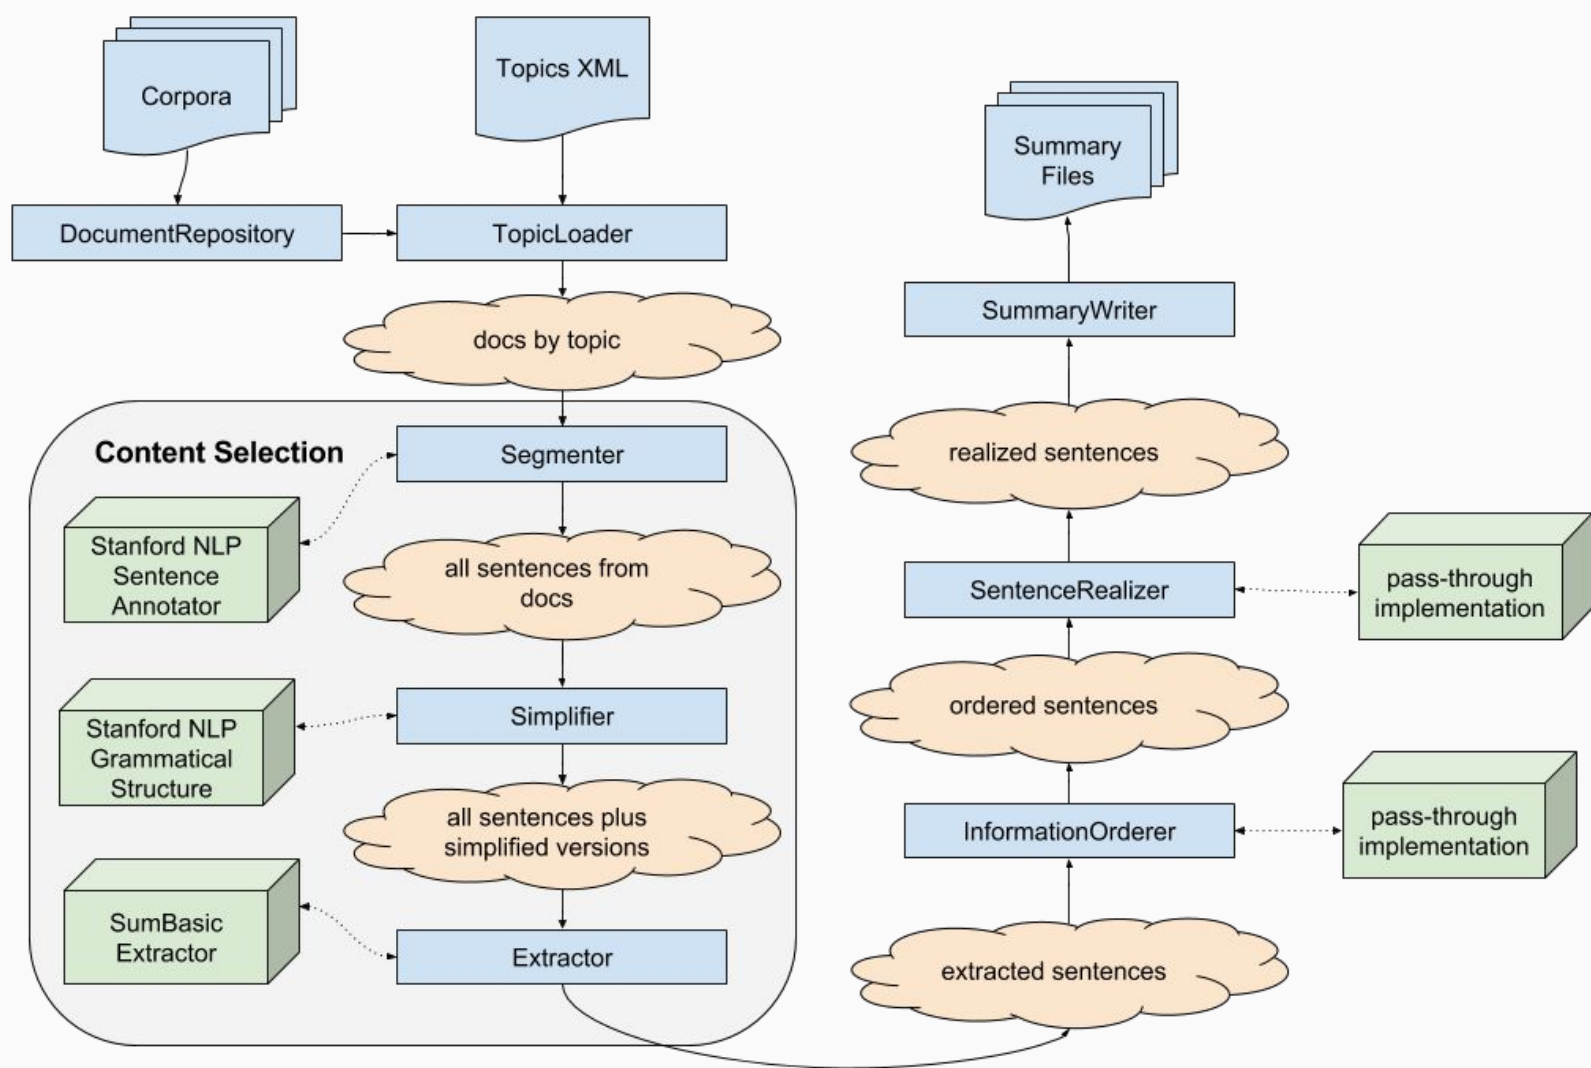 Corpora
Topics XML
DocumentRepository
TopicLoader
docs by topic
Content Selection
Segmenter
Stanford NLP
Sentence
Annotator
all sentences from
docs
Simplifier
Stanford NLP
Grammatical
Structure
all sentences plus
simplified versions
SumBasic
Extractor
Extractor
extracted sentences
InformationOrderer
pass-through
implementation
ordered sentences
SentenceRealizer
pass-through
implementation
realized sentences
SummaryWriter
Summary
Files